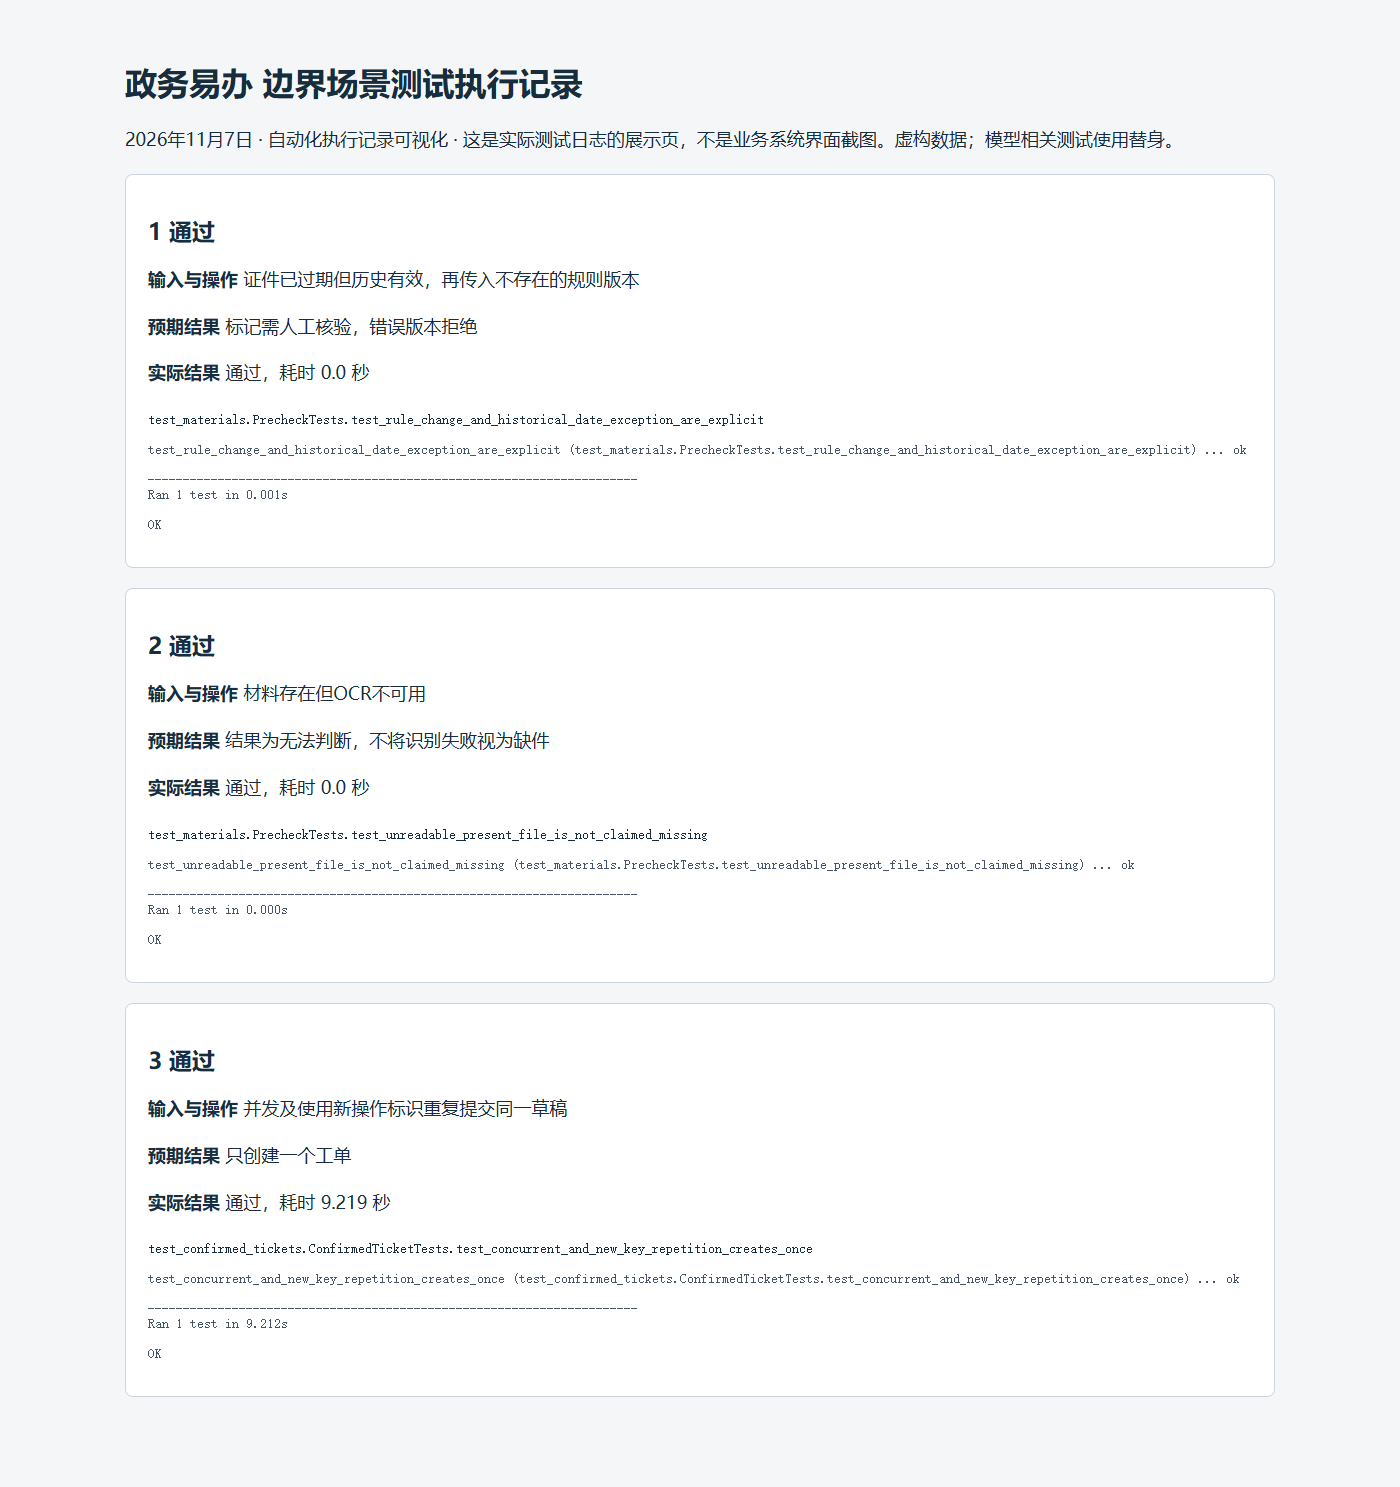 政务易办 边界场景测试执行记录
2026年11月7日 · 自动化执行记录可视化 · 这是实际测试日志的展示页，不是业务系统界面截图。虚构数据；模型相关测试使用替身。
1 通过
输入与操作 证件已过期但历史有效，再传入不存在的规则版本
预期结果 标记需人工核验，错误版本拒绝
实际结果 通过，耗时 0.0 秒
test_materials.PrecheckTests.test_rule_change_and_historical_date_exception_are_explicit
test_rule_change_and_historical_date_exception_are_explicit (test_materials.PrecheckTests.test_rule_change_and_historical_date_exception_are_explicit) ... ok
----------------------------------------------------------------------
Ran 1 test in 0.001s
OK
2 通过
输入与操作 材料存在但OCR不可用
预期结果 结果为无法判断，不将识别失败视为缺件
实际结果 通过，耗时 0.0 秒
test_materials.PrecheckTests.test_unreadable_present_file_is_not_claimed_missing
test_unreadable_present_file_is_not_claimed_missing (test_materials.PrecheckTests.test_unreadable_present_file_is_not_claimed_missing) ... ok
----------------------------------------------------------------------
Ran 1 test in 0.000s
OK
3 通过
输入与操作 并发及使用新操作标识重复提交同一草稿
预期结果 只创建一个工单
实际结果 通过，耗时 9.219 秒
test_confirmed_tickets.ConfirmedTicketTests.test_concurrent_and_new_key_repetition_creates_once
test_concurrent_and_new_key_repetition_creates_once (test_confirmed_tickets.ConfirmedTicketTests.test_concurrent_and_new_key_repetition_creates_once) ... ok
----------------------------------------------------------------------
Ran 1 test in 9.212s
OK